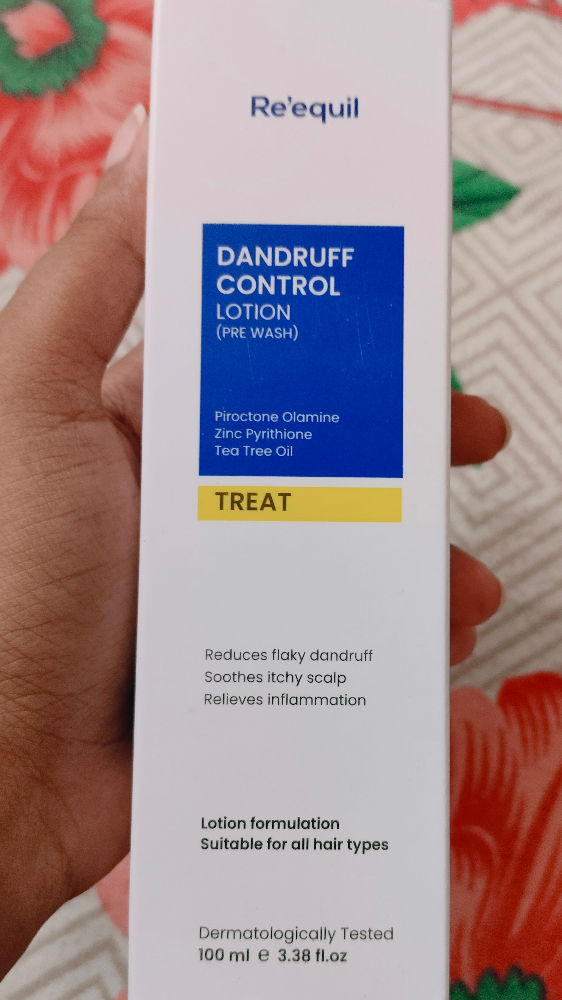 Re'equil
DANDRUFF
CONTROL
LOTION
(PRE WASH)
Piroctone Olamine
Zinc Pyrithione
Tea Tree Oil
TREAT
Reduces flaky dandruff
Soothes itchy scalp
Relieves inflammation
Lotion formulation
Suitable for all hair types
Dermatologically Tested
100 ml ℮ 3.38 fl.oz